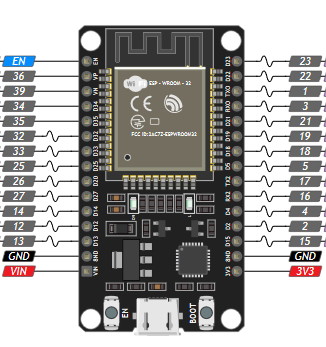 EN EN D23 23
36 VP D22 22
39 VN TX0 1
34 D34 RX0 3
35 D35 D21 21
32 D32 D19 19
33 D33 D18 18
25 D25 D5 5
26 D26 TX2 17
27 D27 RX2 16
14 D14 D4 4
12 D12 D2 2
13 D13 D15 15
GND GND GND GND
VIN VIN 3V3 3V3
Wi Fi ESP - WROOM - 32
CE
FCC ID:2AC7Z-ESPWROOM32
EN BOOT